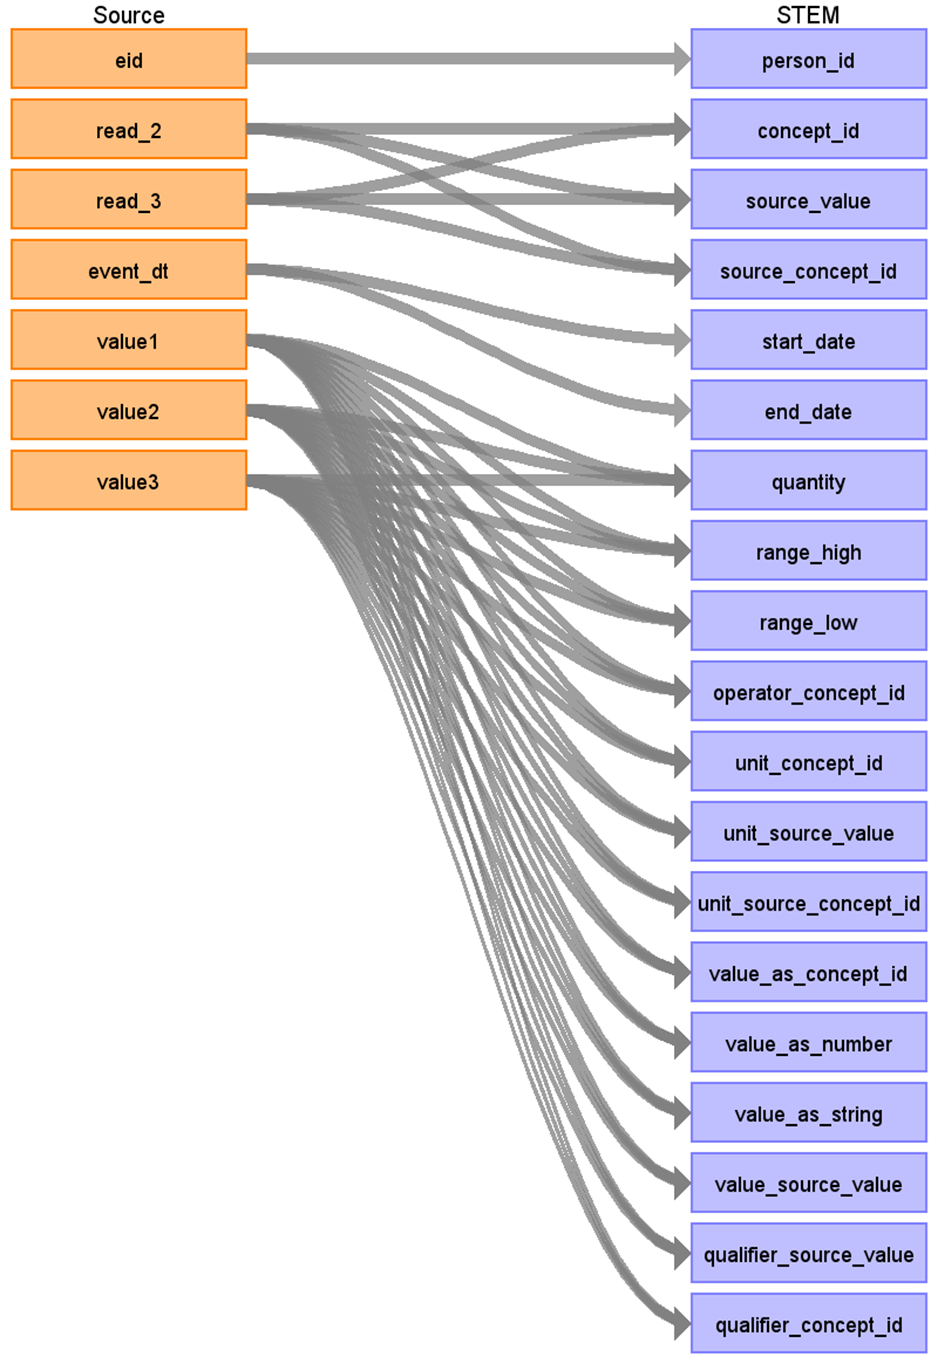 Source
STEM
eid
person_id
read_2
concept_id
read_3
source_value
event_dt
source_concept_id
value1
start_date
value2
end_date
value3
quantity
range_high
range_low
operator_concept_id
unit_concept_id
unit_source_value
unit_source_concept_id
value_as_concept_id
value_as_number
value_as_string
value_source_value
qualifier_source_value
qualifier_concept_id